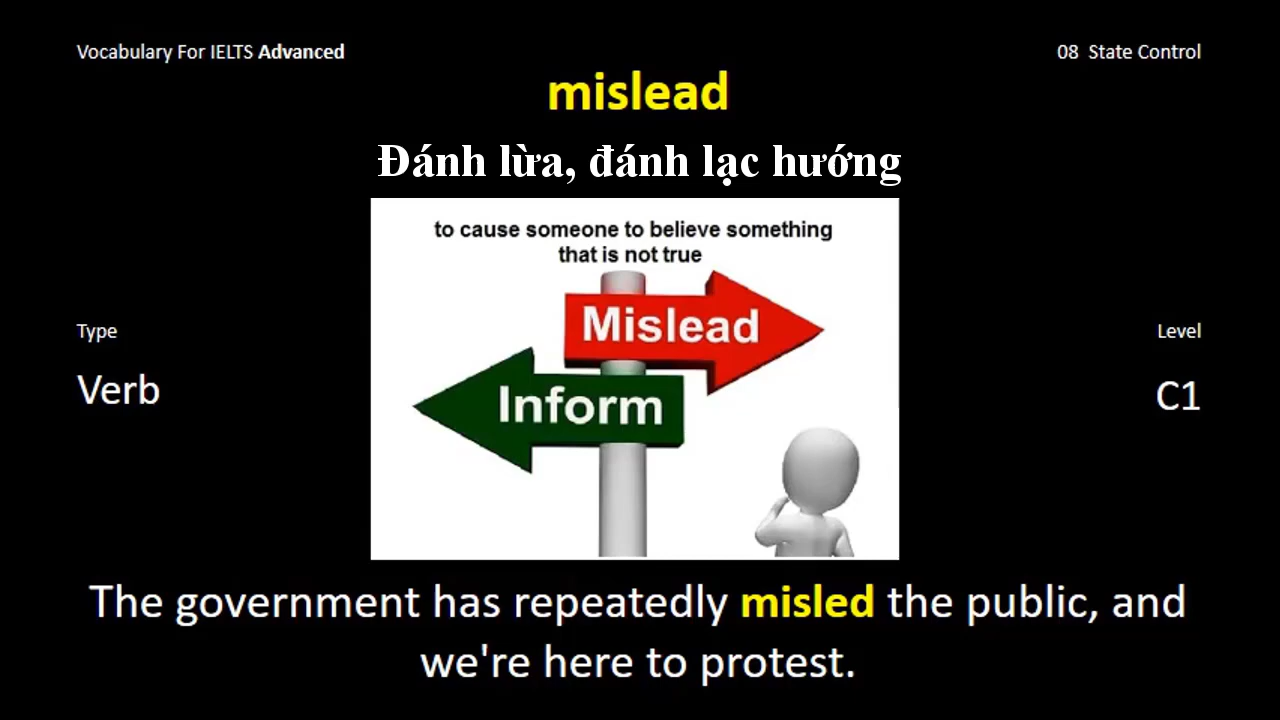 Vocabulary For IELTS Advanced
08 State Control
mislead
Đánh lừa, đánh lạc hướng
to cause someone to believe something
that is not true
Mislead
Inform
Type
Verb
Level
C1
The government has repeatedly misled the public, and
we're here to protest.